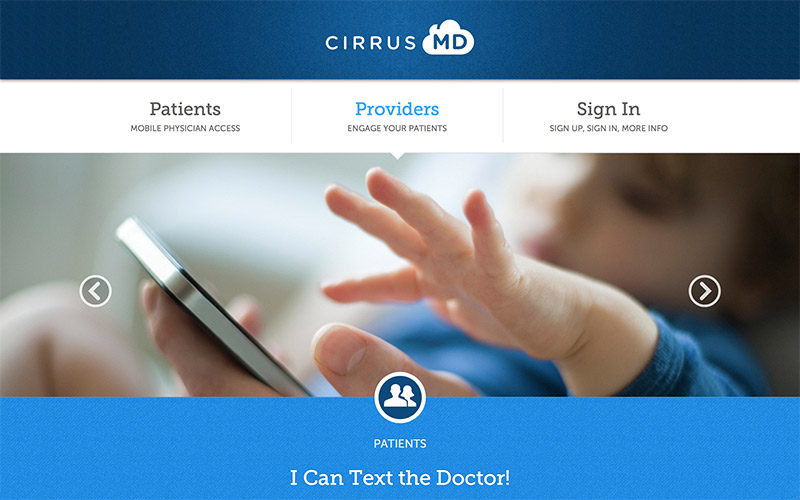 CIRRUS MD
Patients
MOBILE PHYSICIAN ACCESS
Providers
ENGAGE YOUR PATIENTS
Sign In
SIGN UP, SIGN IN, MORE INFO
PATIENTS
I Can Text the Doctor!